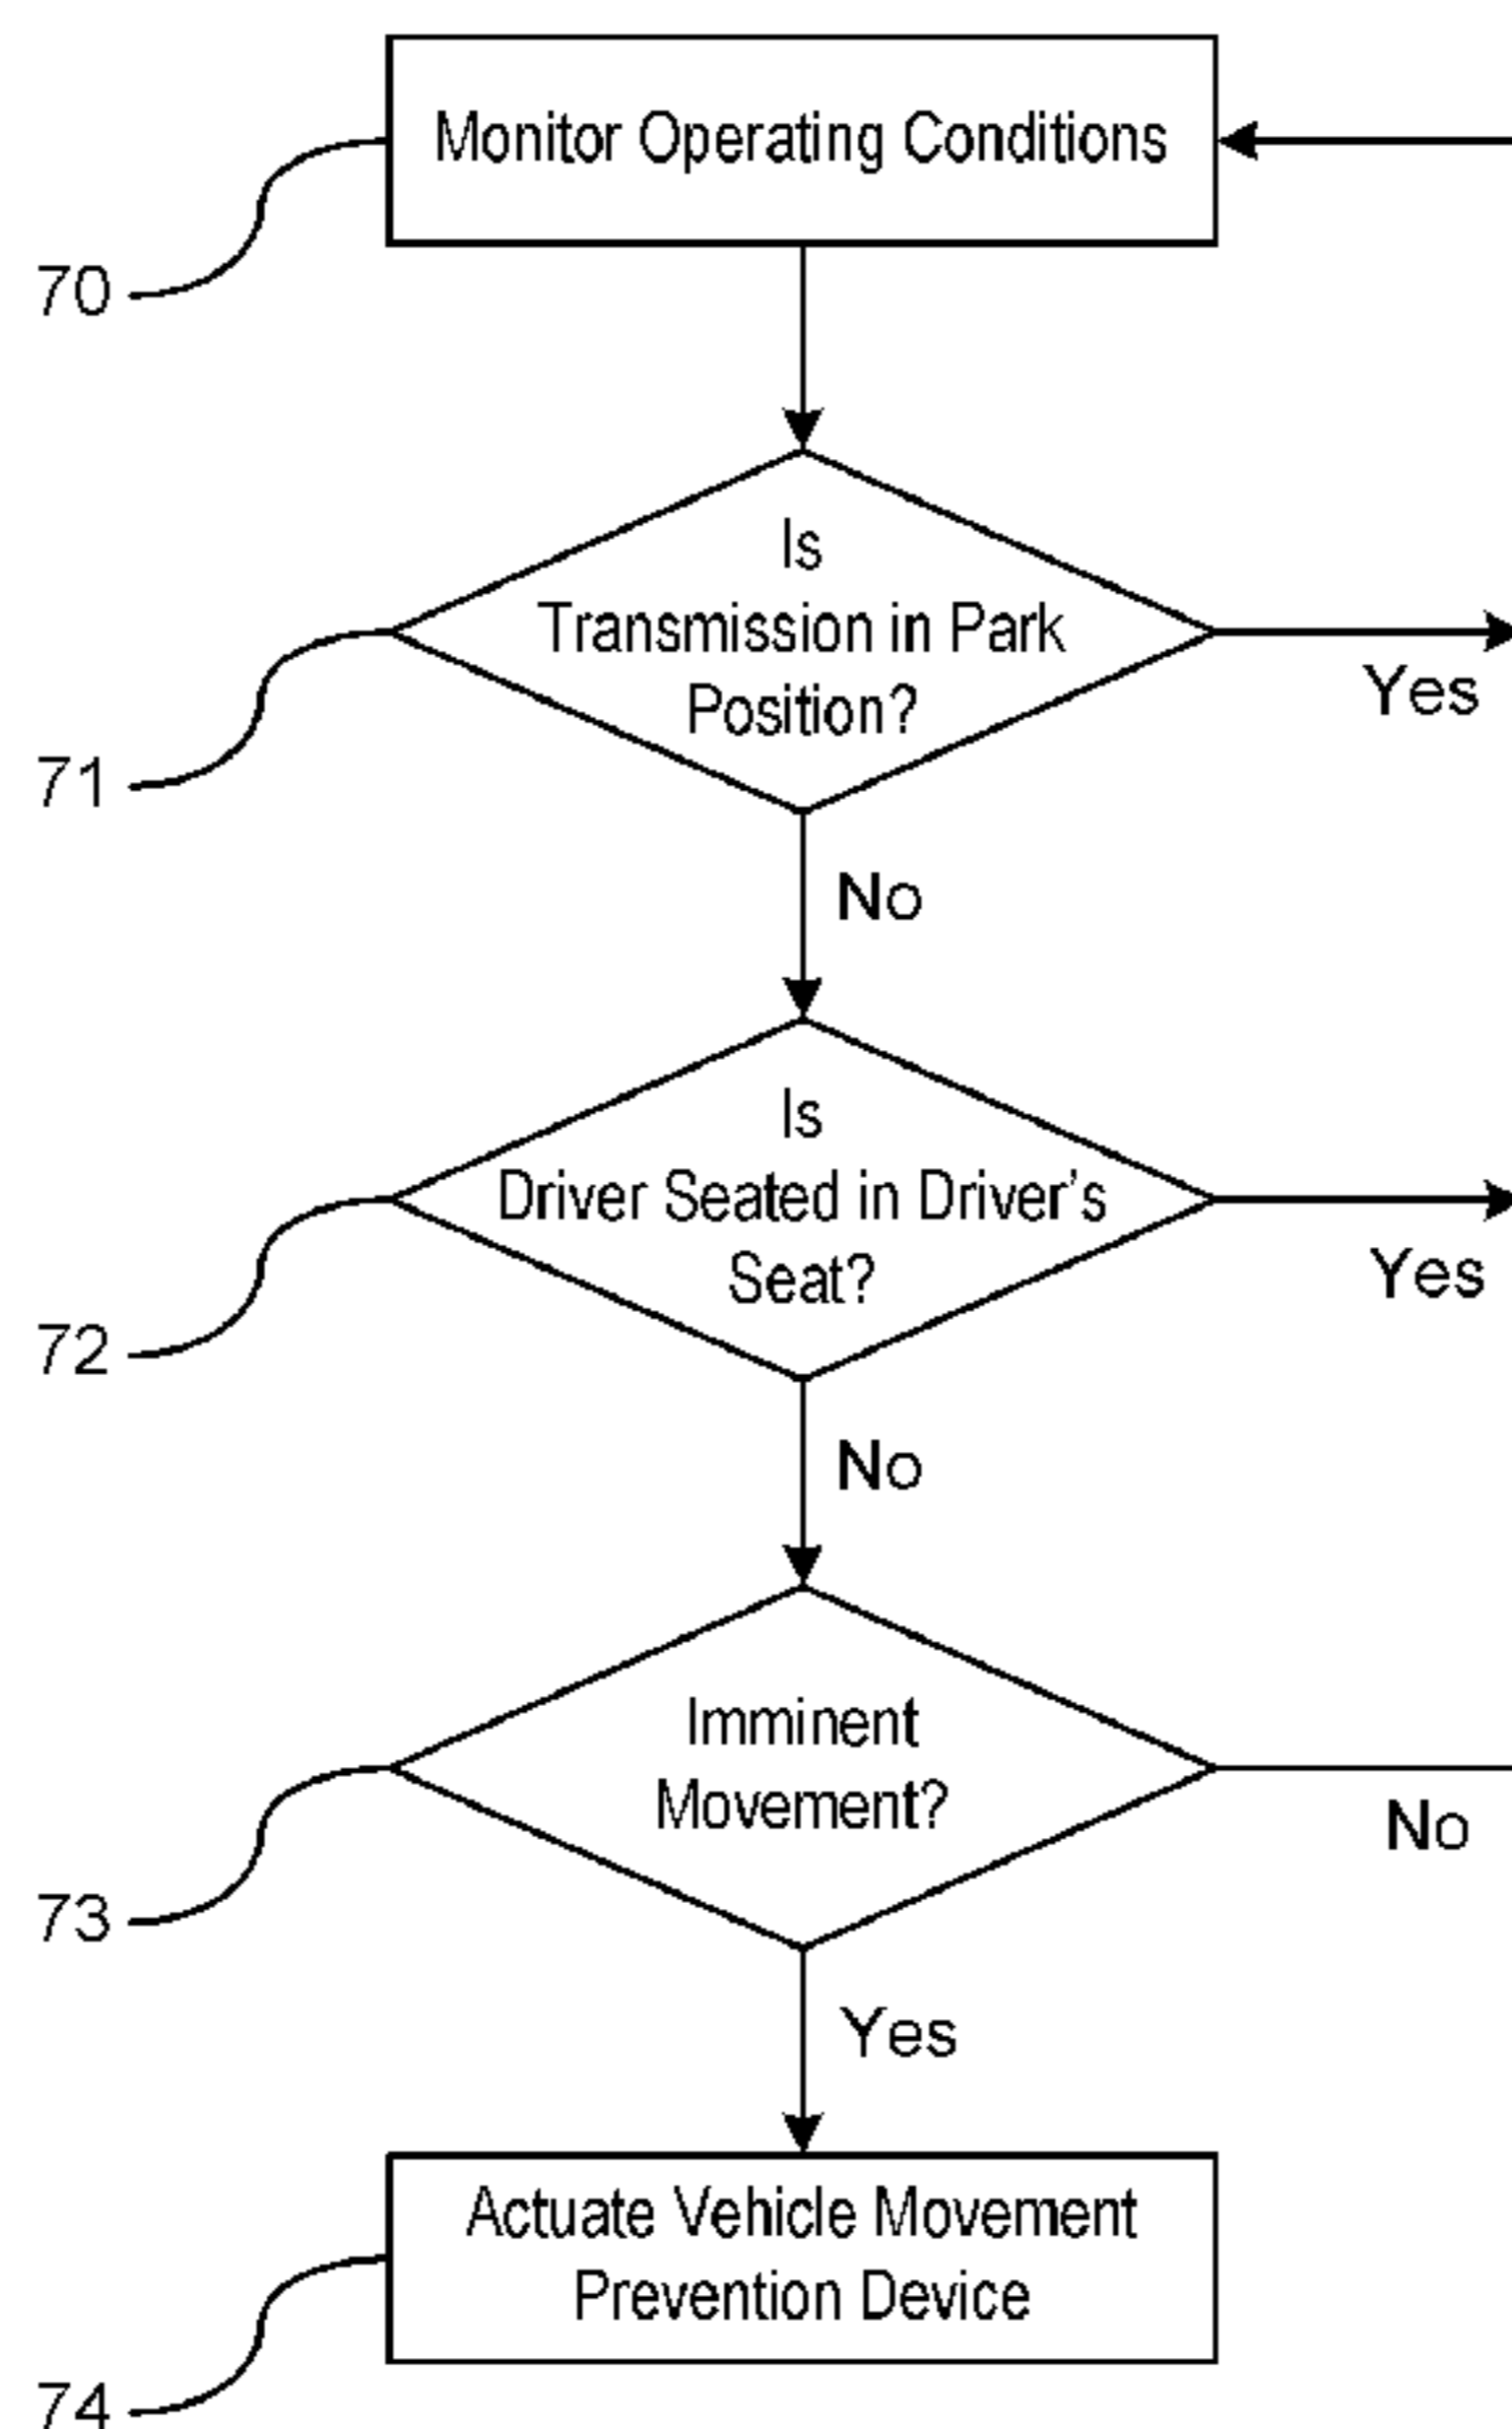 Monitor Operating Conditions
70
Is
Transmission in Park
Position?
Yes
71
No
Is
Driver Seated in Driver's
Seat?
Yes
72
No
Imminent
Movement?
No
73
Yes
Actuate Vehicle Movement
Prevention Device
74